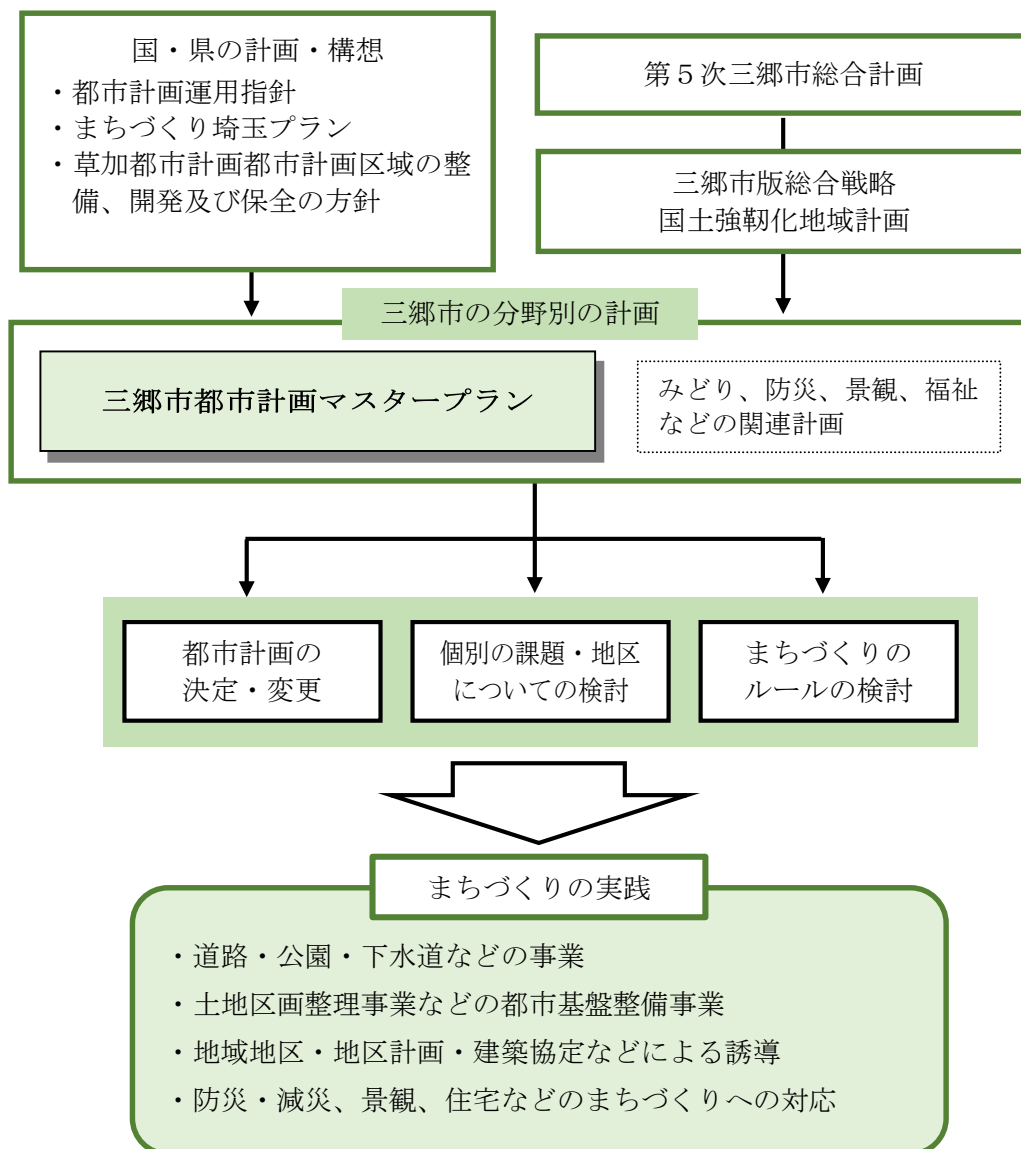 国・県の計画・構想
・都市計画運用指針
・まちづくり埼玉プラン
・草加都市計画都市計画区域の整
備、開発及び保全の方針
第５次三郷市総合計画
三郷市版総合戦略
国土強靭化地域計画
三郷市の分野別の計画
三郷市都市計画マスタープラン
みどり、防災、景観、福祉
などの関連計画
都市計画の
決定・変更
個別の課題・地区
についての検討
まちづくりの
ルールの検討
まちづくりの実践
・道路・公園・下水道などの事業
・土地区画整理事業などの都市基盤整備事業
・地域地区・地区計画・建築協定などによる誘導
・防災・減災、景観、住宅などのまちづくりへの対応